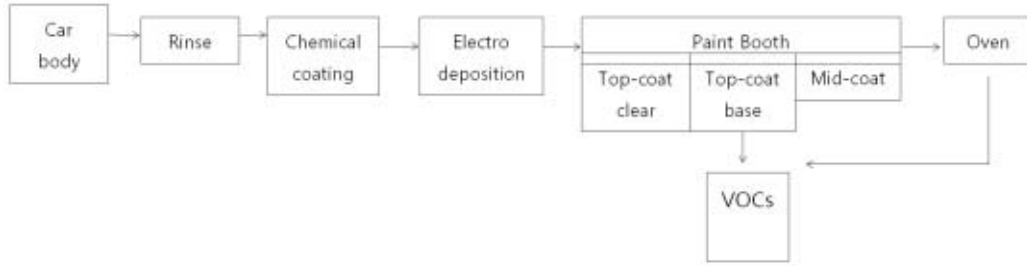 Car
body
Rinse
Chemical
coating
Electro
deposition
Paint Booth
Top-coat
clear
Top-coat
base
Mid-coat
Oven
VOCs